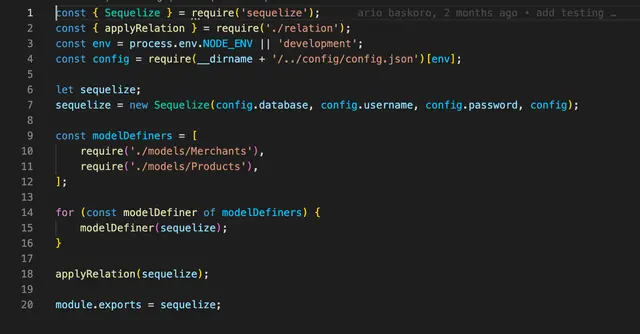 1 const { Sequelize } = require('sequelize'); ario baskoro, 2 months ago • add testing …
2 const { applyRelation } = require('./relation');
3 const env = process.env.NODE_ENV || 'development';
4 const config = require(__dirname + '/../config/config.json')[env];
5
6 let sequelize;
7 sequelize = new Sequelize(config.database, config.username, config.password, config);
8
9 const modelDefiners = [
10 require('./models/Merchants'),
11 require('./models/Products'),
12 ];
13
14 for (const modelDefiner of modelDefiners) {
15 modelDefiner(sequelize);
16 }
17
18 applyRelation(sequelize);
19
20 module.exports = sequelize;